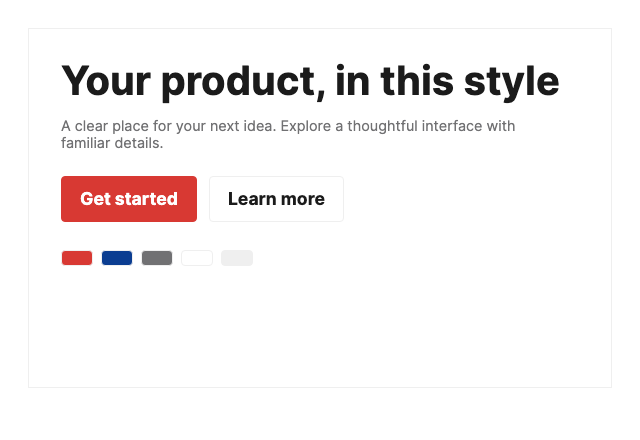 Your product, in this style
A clear place for your next idea. Explore a thoughtful interface with
familiar details.
Get started
Learn more